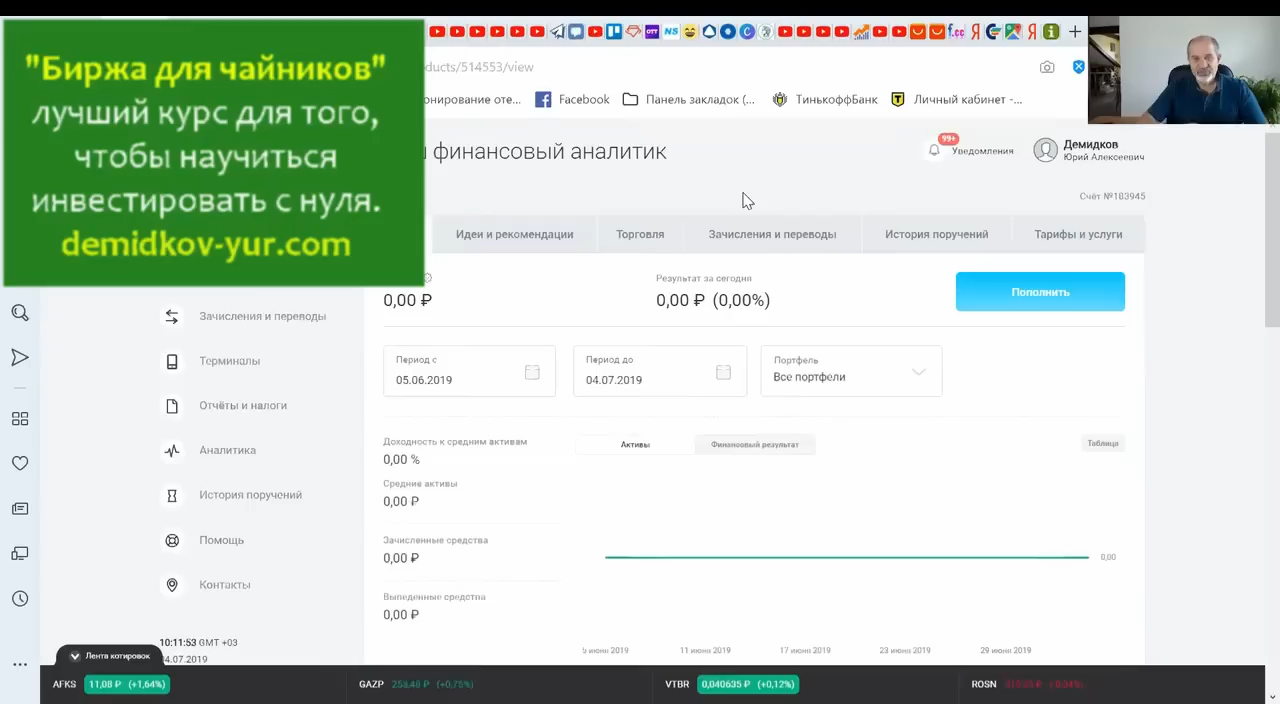 "Биржа для чайников"
лучший курс для того,
чтобы научиться
инвестировать с нуля.
demidkov-yur.com
ducts/514553/view
Facebook
Панель закладок (...
ТинькоффБанк
Личный кабинет -...
финансовый аналитик
99+
Уведомления
Демидков
Юрий Алексеевич
Счёт №183945
Идеи и рекомендации
Торговля
Зачисления и переводы
История поручений
Тарифы и услуги
0,00 ₽
Результат за сегодня
0,00 ₽ (0,00%)
Пополнить
Зачисления и переводы
Терминалы
Отчёты и налоги
Аналитика
История поручений
Помощь
Контакты
10:11:53 GMT +03
04.07.2019
Период с
05.06.2019
Период до
04.07.2019
Портфель
Все портфели
Доходность к средним активам
0,00 %
Активы
Финансовый результат
Таблица
Средние активы
0,00 ₽
Зачисленные средства
0,00 ₽
0,00
Выведенные средства
0,00 ₽
5 июня 2019
11 июня 2019
17 июня 2019
23 июня 2019
29 июня 2019
Лента котировок
AFKS 11,08 ₽ (+1,64%)
GAZP (+0,75%)
VTBR 0,040635 ₽ (+0,12%)
ROSN